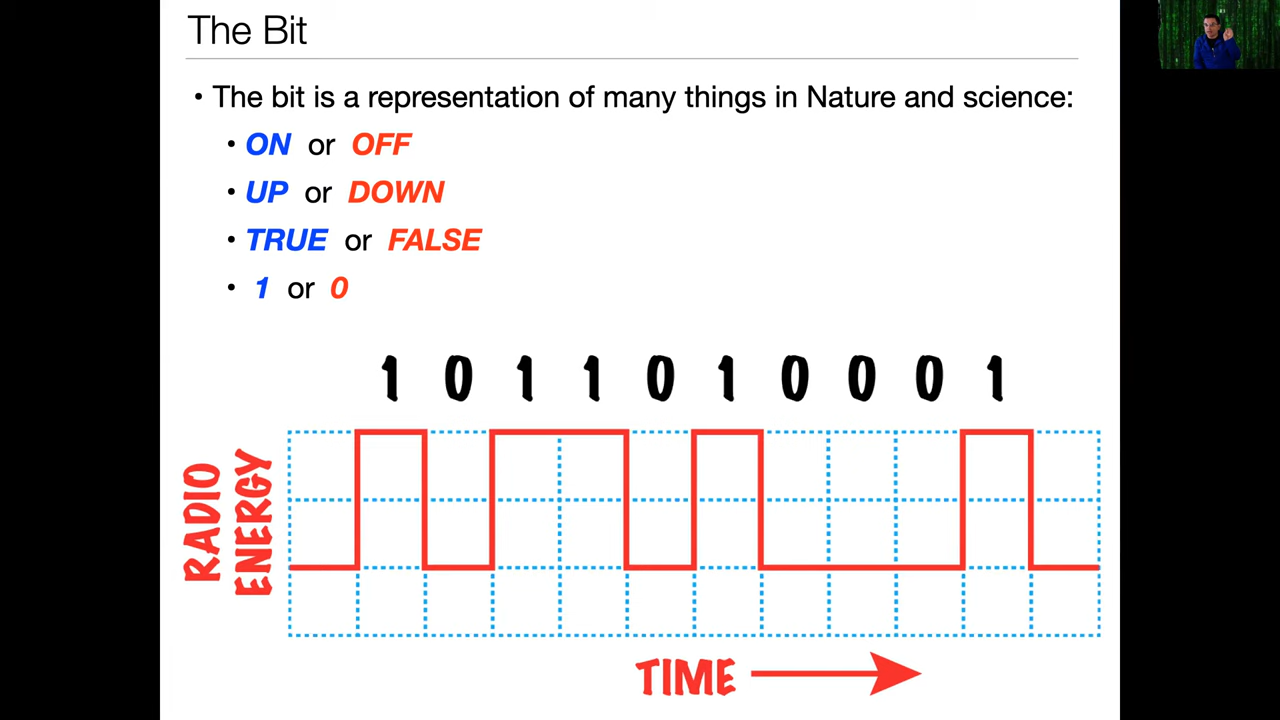 The Bit
• The bit is a representation of many things in Nature and science:
• ON or OFF
• UP or DOWN
• TRUE or FALSE
• 1 or 0
1 0 1 1 0 1 0 0 0 1
RADIO
ENERGY
TIME